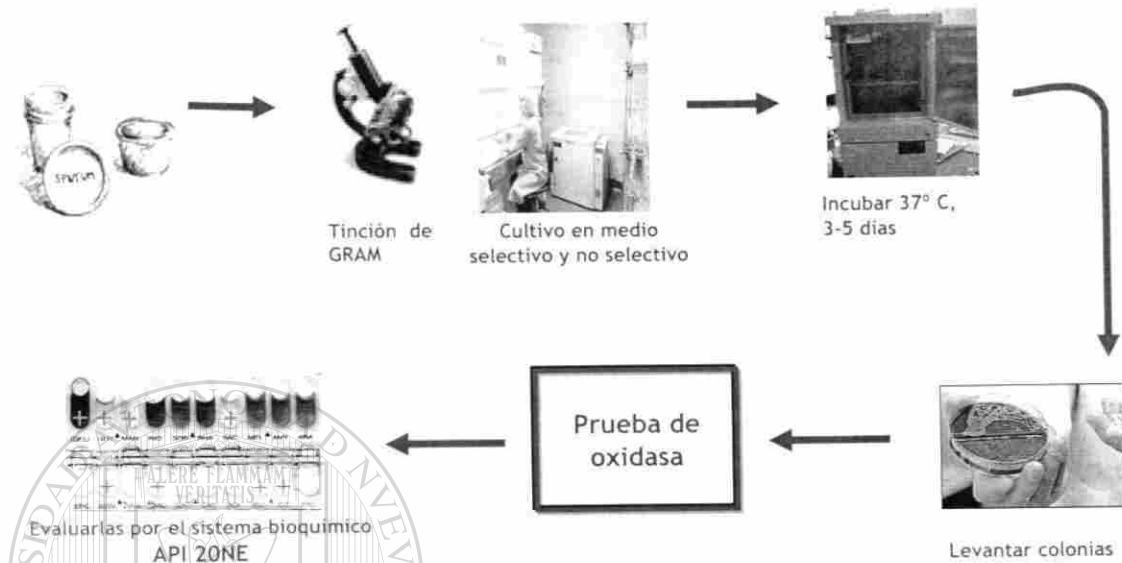 SPUTUM
Tinción de
GRAM
Cultivo en medio
selectivo y no selectivo
Incubar 37º C,
3-5 días
Levantar colonias
Prueba de
oxidasa
ALERE FLAMMAM
VERITATIS
Evaluarlas por el sistema bioquímico
API 20NE